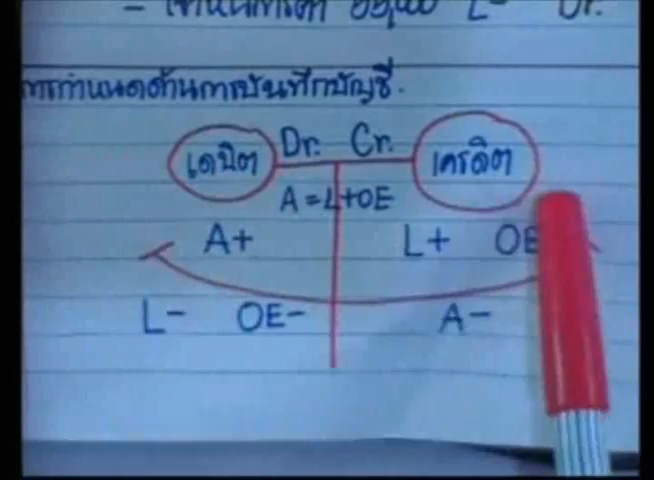 L- Dr.
การกำหนดด้านการบันทึกบัญชี.
เดบิต Dr. Cr. เครดิต
A = L+OE
A+ L+ OE
L- OE- A-